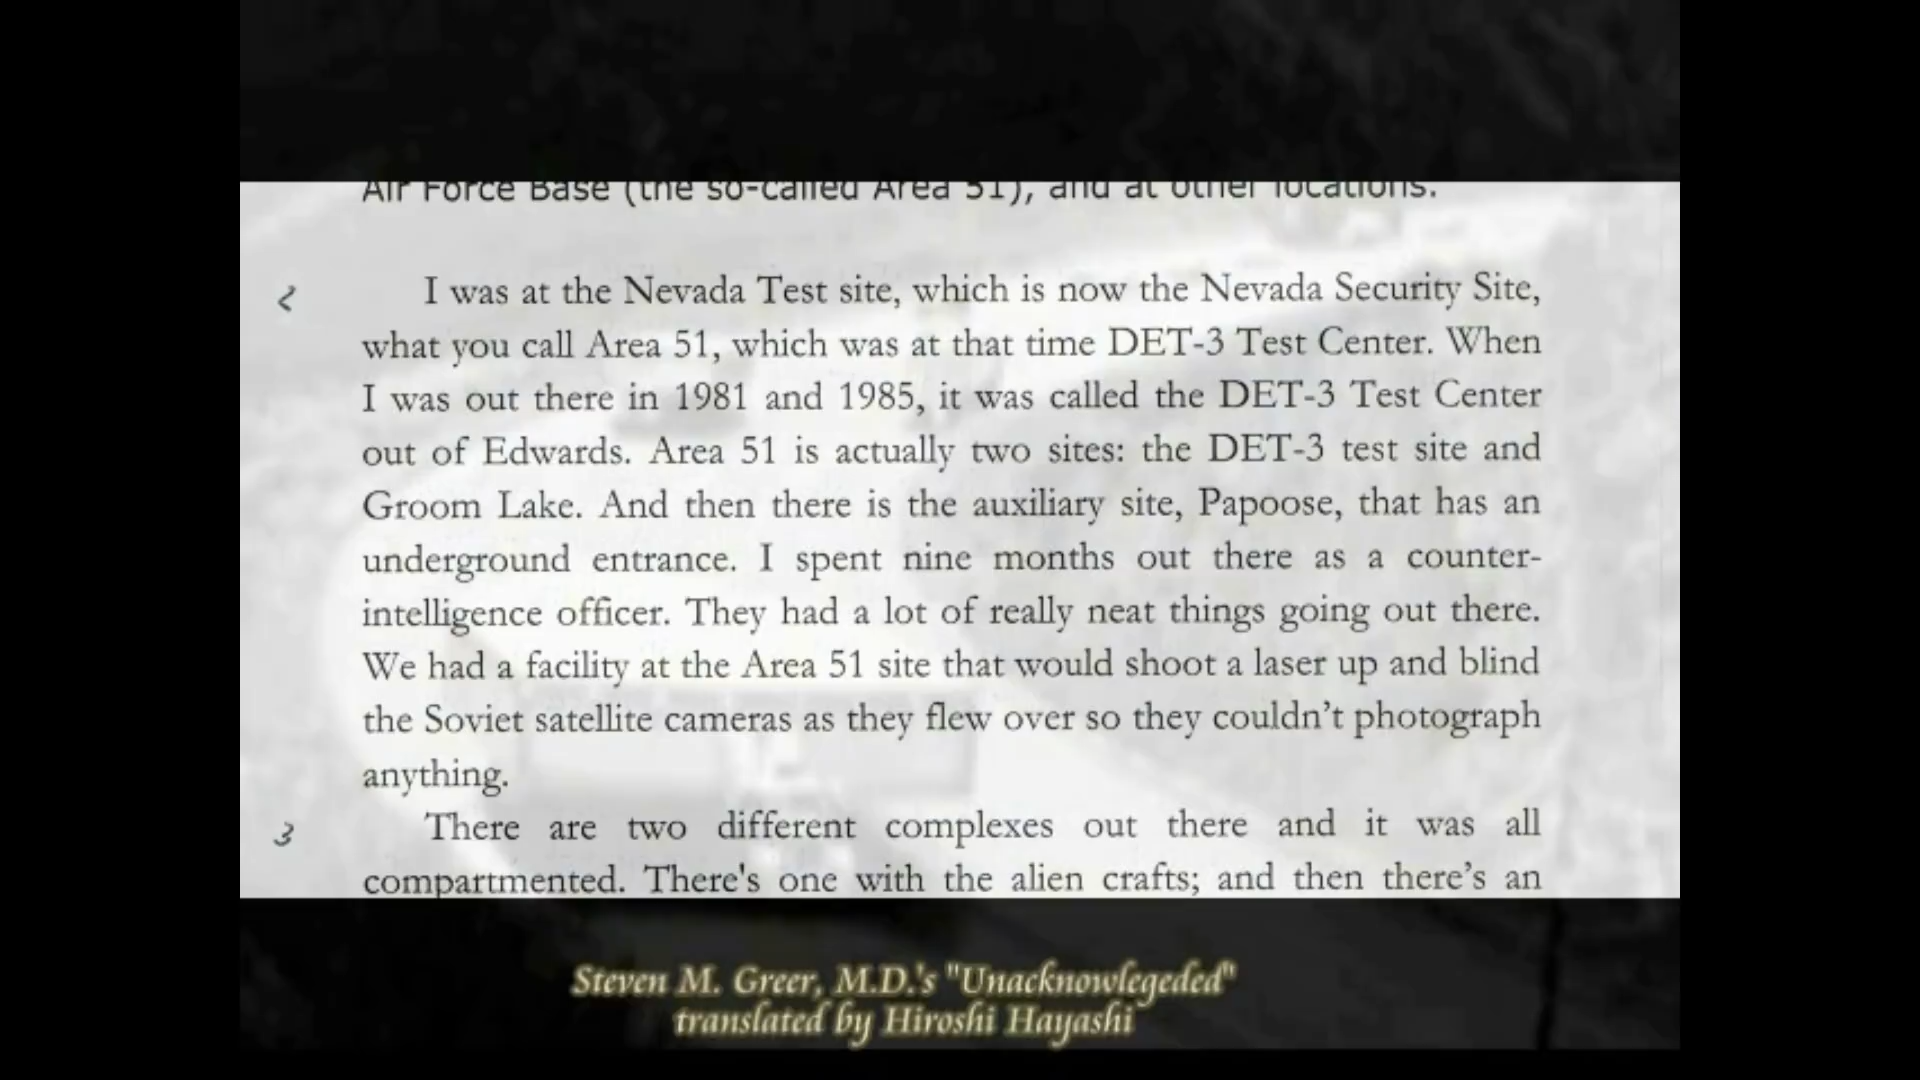 Air Force Base (the so-called Area 51), and at other locations.
2
I was at the Nevada Test site, which is now the Nevada Security Site,
what you call Area 51, which was at that time DET-3 Test Center. When
I was out there in 1981 and 1985, it was called the DET-3 Test Center
out of Edwards. Area 51 is actually two sites: the DET-3 test site and
Groom Lake. And then there is the auxiliary site, Papoose, that has an
underground entrance. I spent nine months out there as a counter-
intelligence officer. They had a lot of really neat things going out there.
We had a facility at the Area 51 site that would shoot a laser up and blind
the Soviet satellite cameras as they flew over so they couldn't photograph
anything.
3
There are two different complexes out there and it was all
compartmented. There's one with the alien crafts; and then there's an
Steven M. Greer, M.D.'s "Unacknowlegeded"
translated by Hiroshi Hayashi